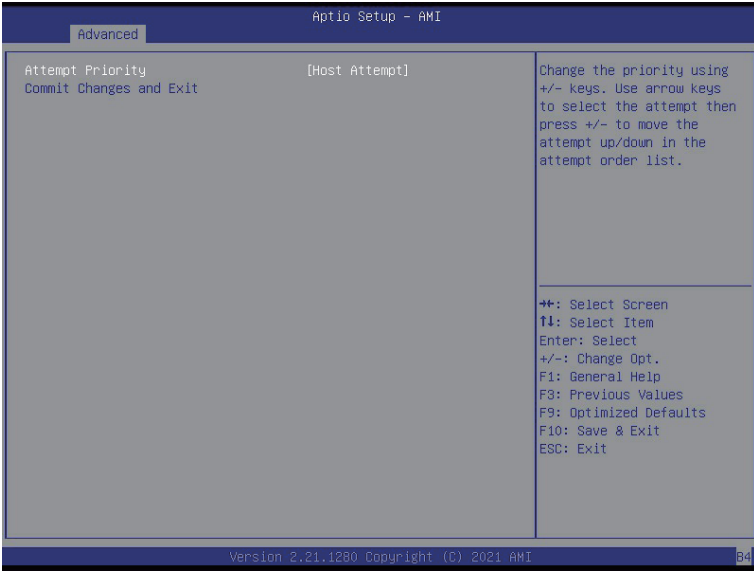 Aptio Setup – AMI
Advanced
Attempt Priority [Host Attempt]
Commit Changes and Exit
Change the priority using
+/– keys. Use arrow keys
to select the attempt then
press +/– to move the
attempt up/down in the
attempt order list.
→←: Select Screen
↑↓: Select Item
Enter: Select
+/–: Change Opt.
F1: General Help
F3: Previous Values
F9: Optimized Defaults
F10: Save & Exit
ESC: Exit
Version 2.21.1280 Copyright (C) 2021 AMI
B4